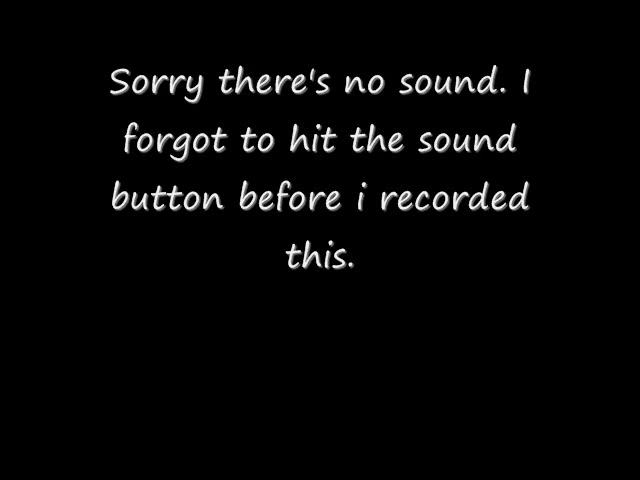 Sorry there's no sound. I
forgot to hit the sound
button before i recorded
this.